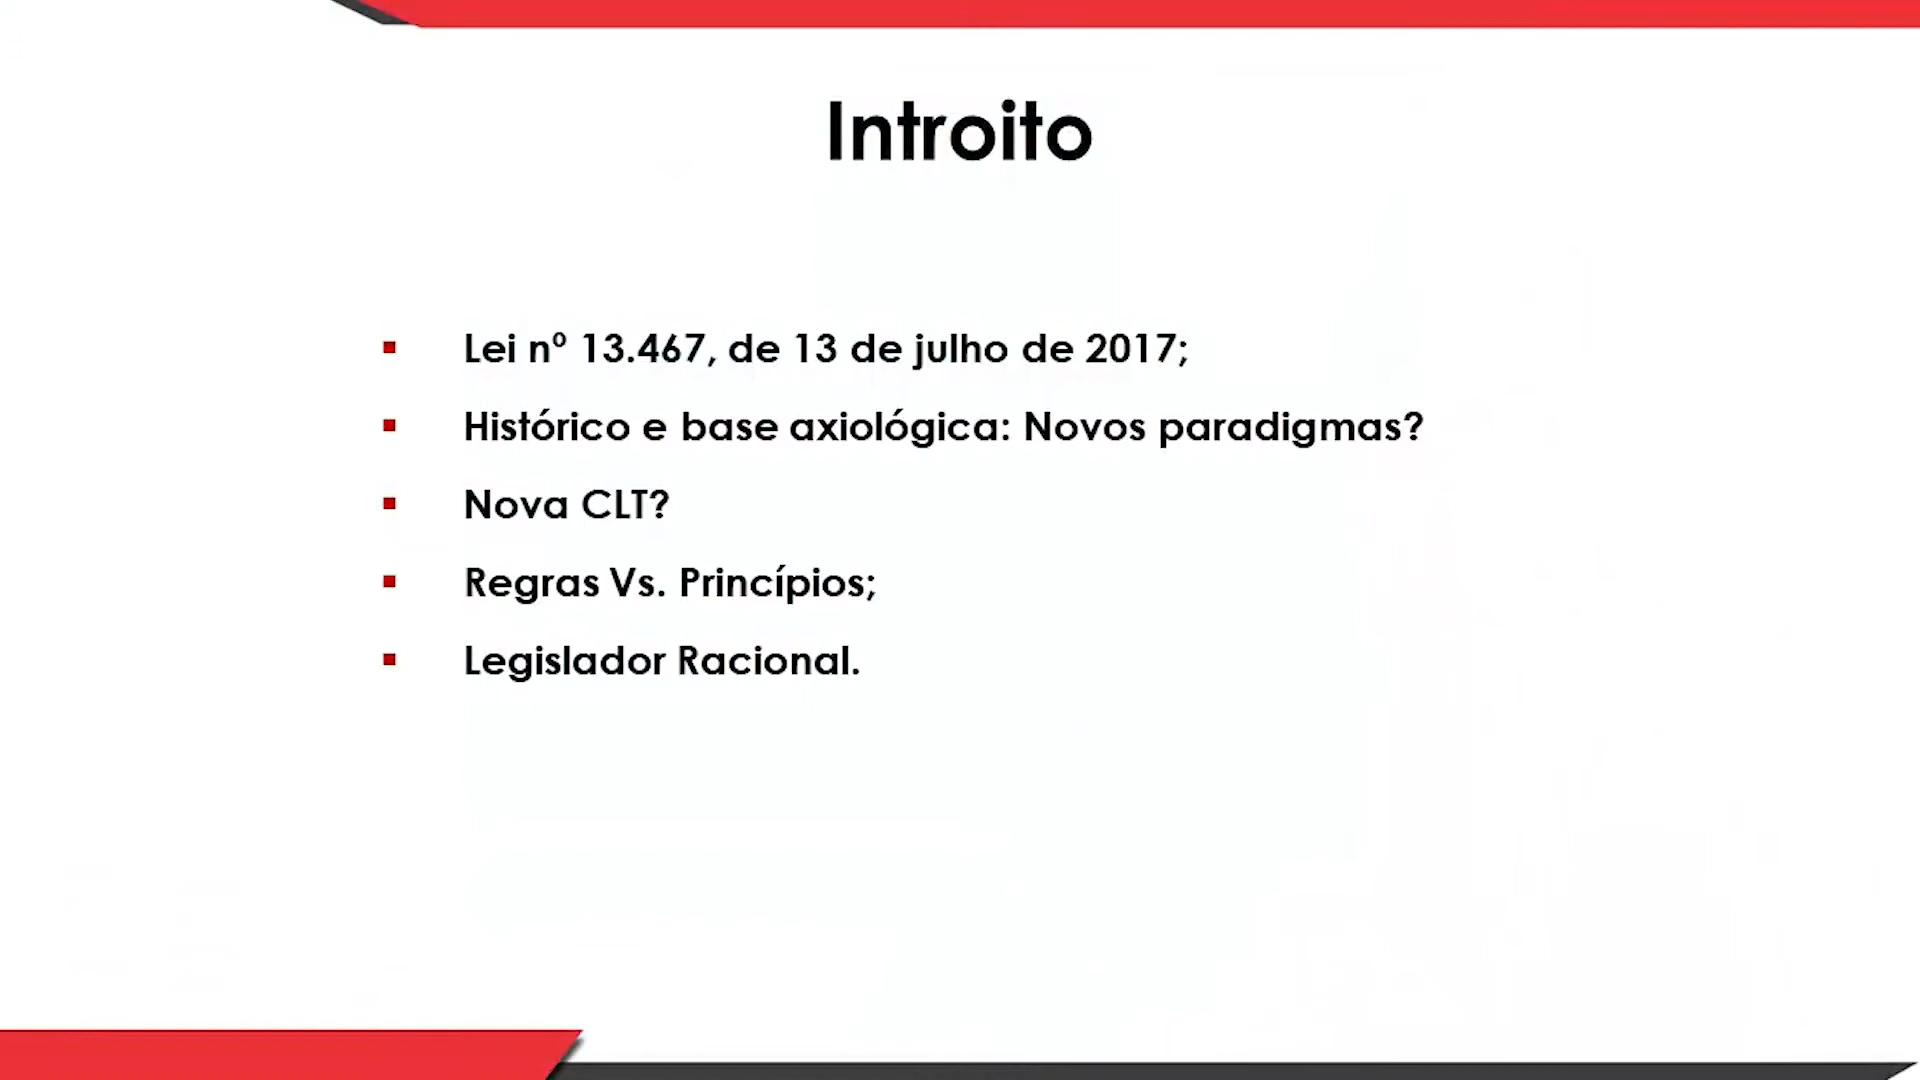 Introito
Lei nº 13.467, de 13 de julho de 2017;
Histórico e base axiológica: Novos paradigmas?
Nova CLT?
Regras Vs. Princípios;
Legislador Racional.